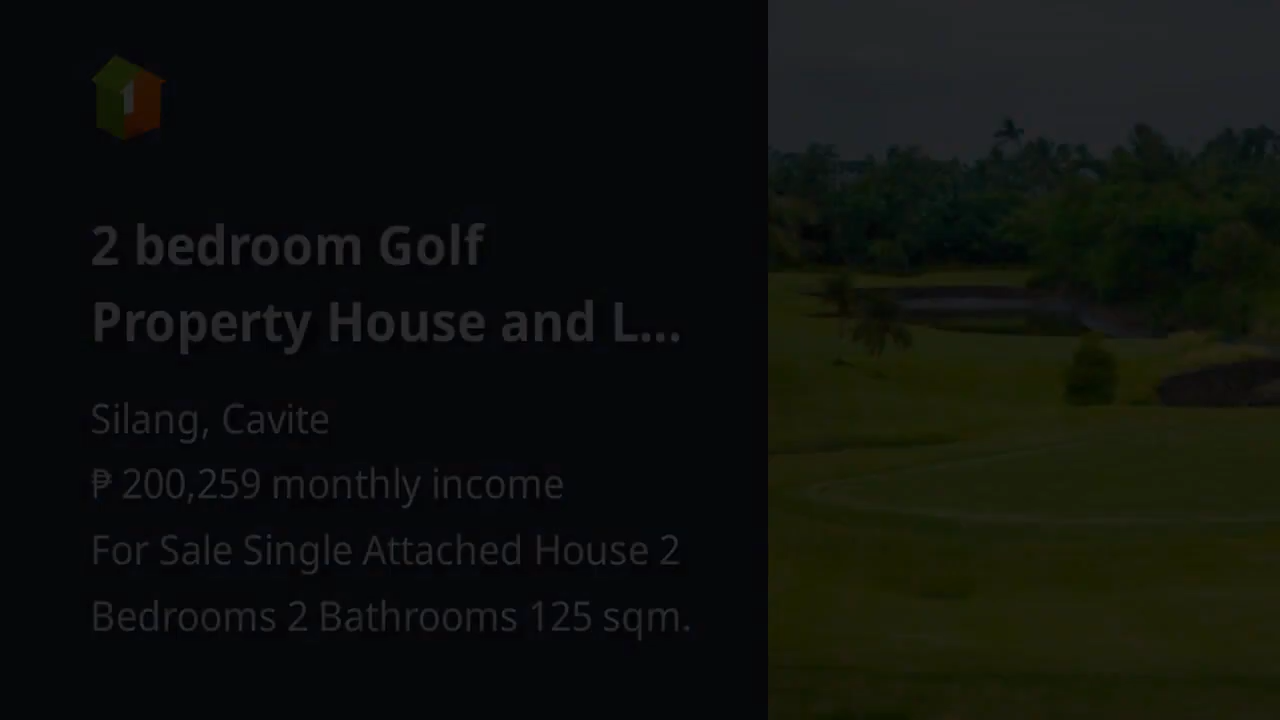 2 bedroom Golf
Property House and L...
Silang, Cavite
₱ 200,259 monthly income
For Sale Single Attached House 2
Bedrooms 2 Bathrooms 125 sqm.